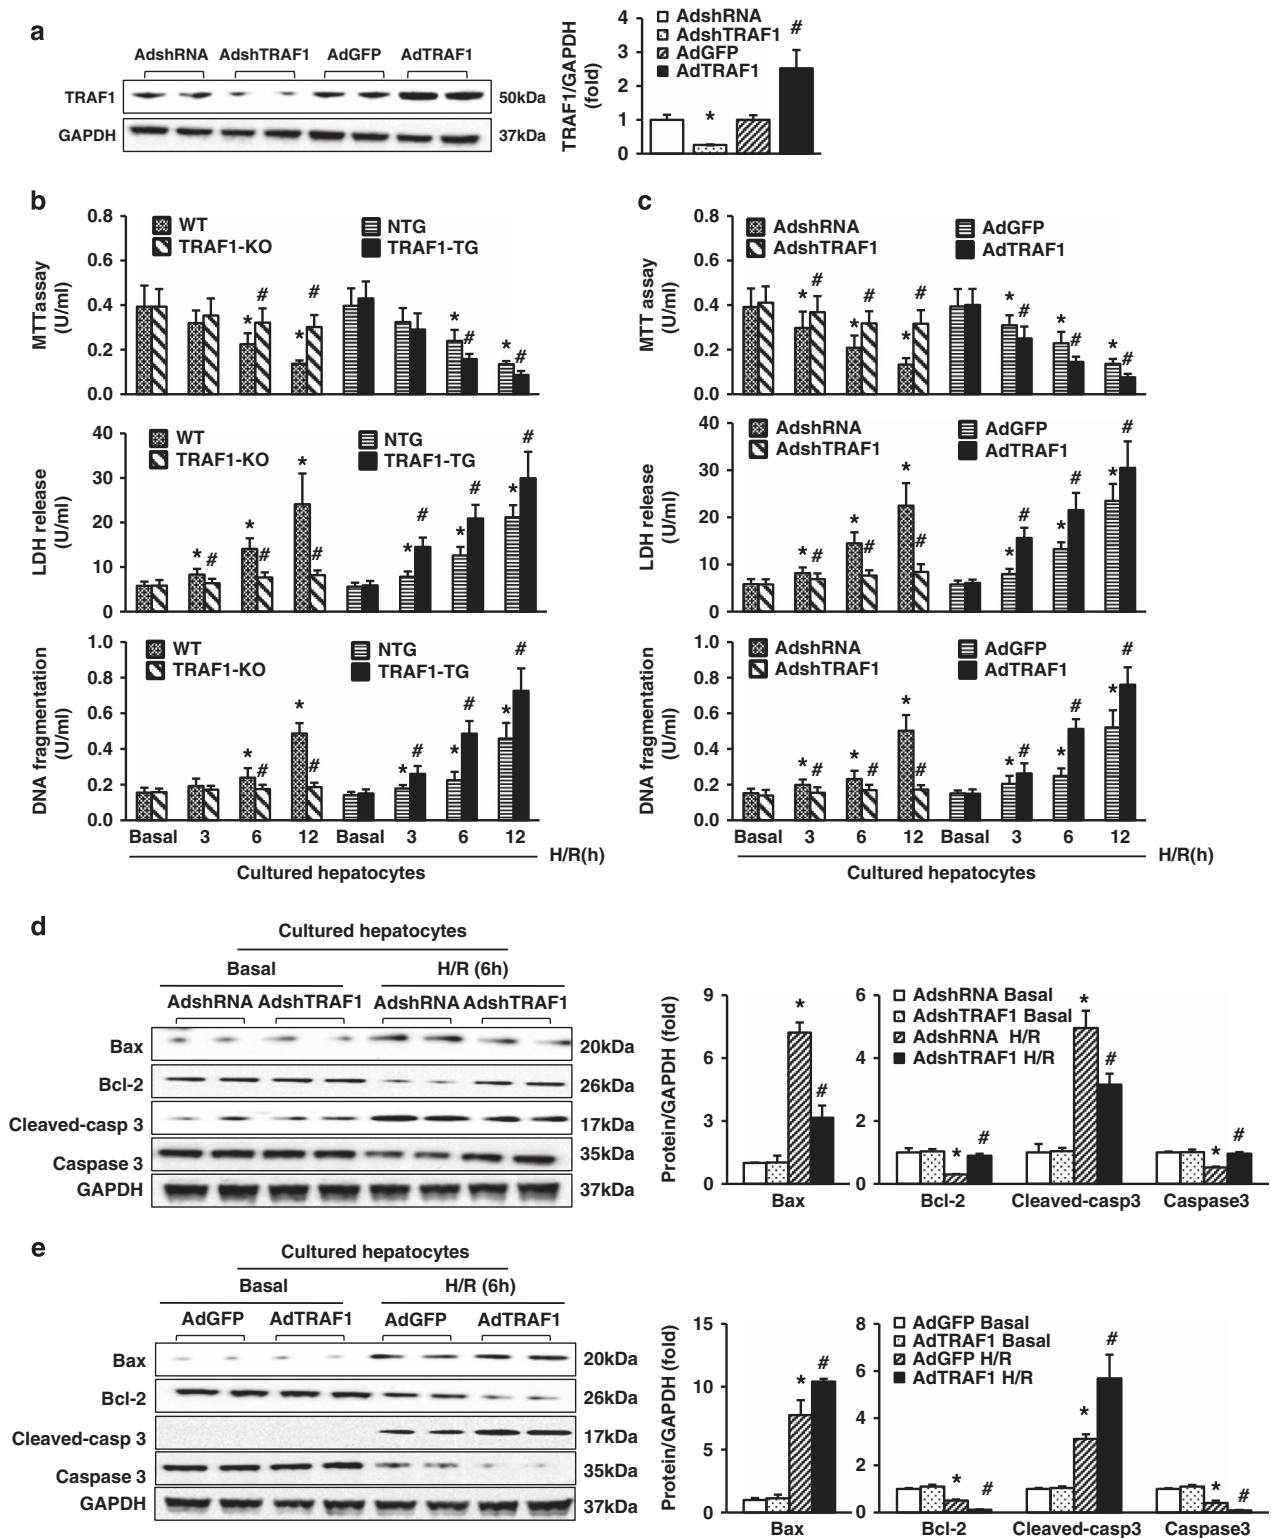 a
AdshRNA AdshTRAF1 AdGFP AdTRAF1
TRAF1 50kDa
GAPDH 37kDa
TRAF1/GAPDH (fold)
4
3
2
1
0
AdshRNA
AdshTRAF1
AdGFP
AdTRAF1
* #
b
MTTassay (U/ml)
0.8
0.6
0.4
0.2
0.0
WT NTG
TRAF1-KO TRAF1-TG
* # * # * # * #
LDH release (U/ml)
40
30
20
10
0
WT NTG
TRAF1-KO TRAF1-TG
* # * # * # * # * # * #
DNA fragmentation (U/ml)
1.0
0.8
0.6
0.4
0.2
0.0
WT NTG
TRAF1-KO TRAF1-TG
* # * # * # * # * #
Basal 3 6 12 Basal 3 6 12
H/R(h)
Cultured hepatocytes
c
MTT assay (U/ml)
0.8
0.6
0.4
0.2
0.0
AdshRNA AdGFP
AdshTRAF1 AdTRAF1
* # * # * # * # * # * #
LDH release (U/ml)
40
30
20
10
0
AdshRNA AdGFP
AdshTRAF1 AdTRAF1
* # * # * # * # * # * #
DNA fragmentation (U/ml)
1.0
0.8
0.6
0.4
0.2
0.0
AdshRNA AdGFP
AdshTRAF1 AdTRAF1
* # * # * # * # * # * #
Basal 3 6 12 Basal 3 6 12
H/R(h)
Cultured hepatocytes
d
Cultured hepatocytes
Basal H/R (6h)
AdshRNA AdshTRAF1 AdshRNA AdshTRAF1
Bax 20kDa
Bcl-2 26kDa
Cleaved-casp 3 17kDa
Caspase 3 35kDa
GAPDH 37kDa
Protein/GAPDH (fold)
9
6
3
0
* #
Bax
6
4
2
0
AdshRNA Basal
AdshTRAF1 Basal
AdshRNA H/R
AdshTRAF1 H/R
* # * # * #
Bcl-2 Cleaved-casp3 Caspase3
e
Cultured hepatocytes
Basal H/R (6h)
AdGFP AdTRAF1 AdGFP AdTRAF1
Bax 20kDa
Bcl-2 26kDa
Cleaved-casp 3 17kDa
Caspase 3 35kDa
GAPDH 37kDa
Protein/GAPDH (fold)
15
10
5
0
* #
Bax
8
6
4
2
0
AdGFP Basal
AdTRAF1 Basal
AdGFP H/R
AdTRAF1 H/R
* # * # * #
Bcl-2 Cleaved-casp3 Caspase3